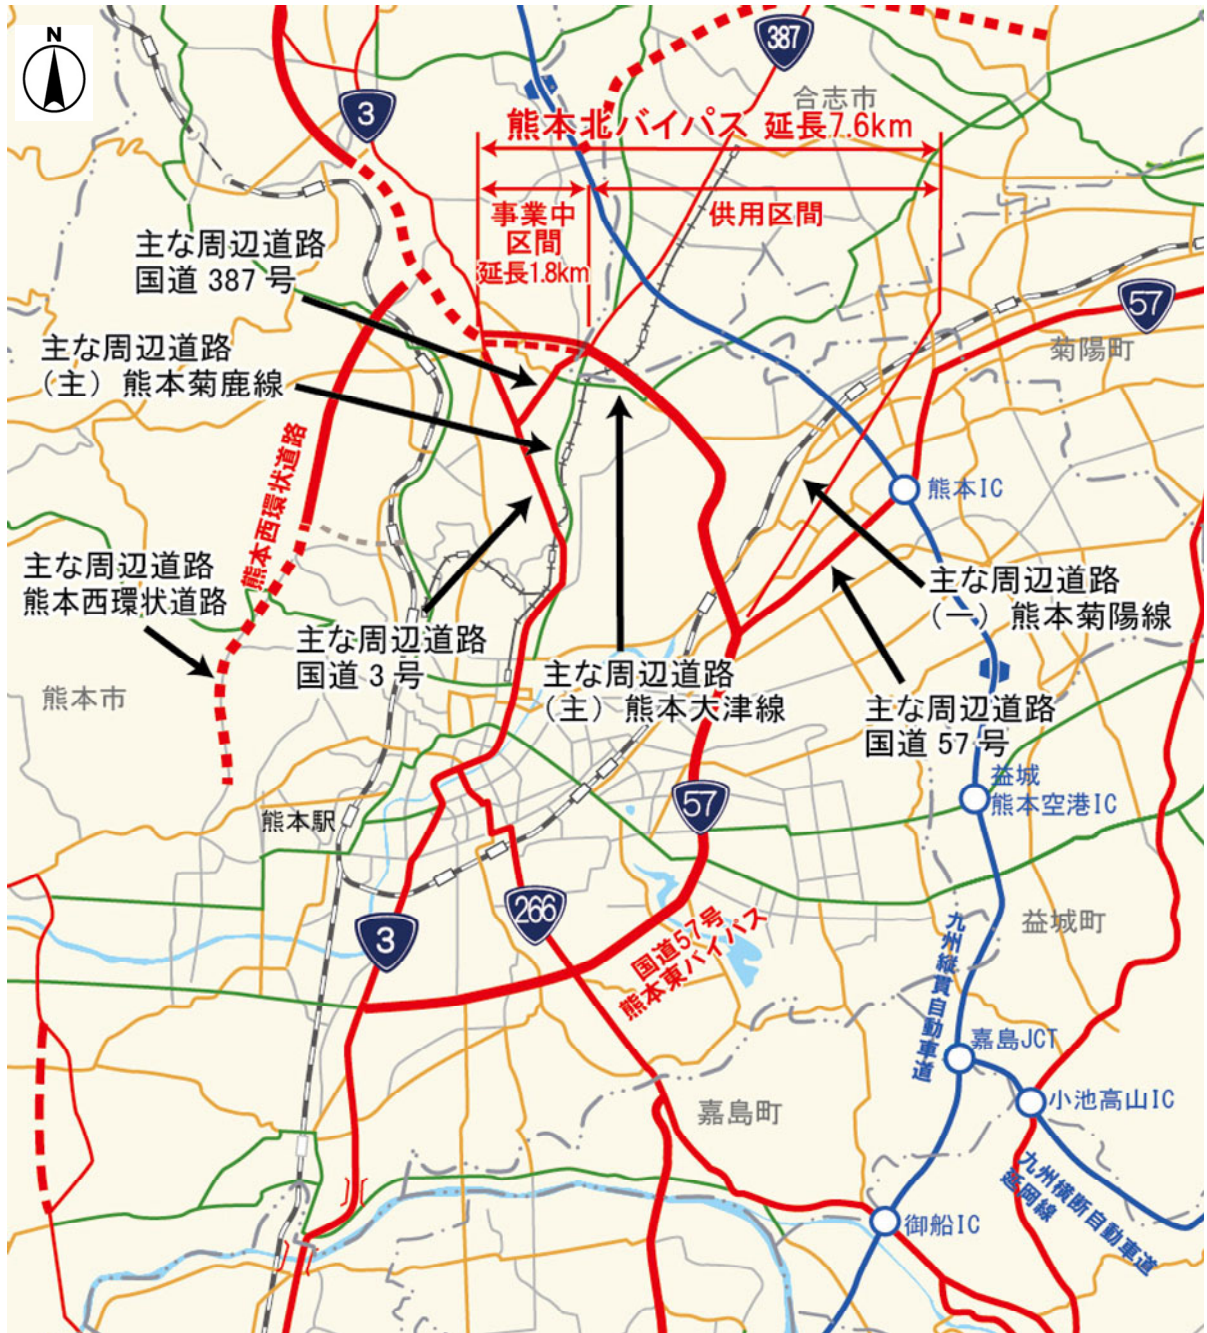 N
387
3
合志市
熊本北バイパス 延長7.6km
事業中
区間
延長1.8km
供用区間
主な周辺道路
国道 387 号
57
菊陽町
主な周辺道路
（主）熊本菊鹿線
熊本西環状道路
熊本IC
主な周辺道路
熊本西環状道路
主な周辺道路
（一）熊本菊陽線
主な周辺道路
国道 3 号
主な周辺道路
（主）熊本大津線
主な周辺道路
国道 57 号
熊本市
益城
熊本空港IC
57
熊本駅
266
3
国道57号
熊本東バイパス
九州縦貫自動車道
益城町
嘉島JCT
小池高山IC
嘉島町
九州横断自動車道
延岡線
御船IC